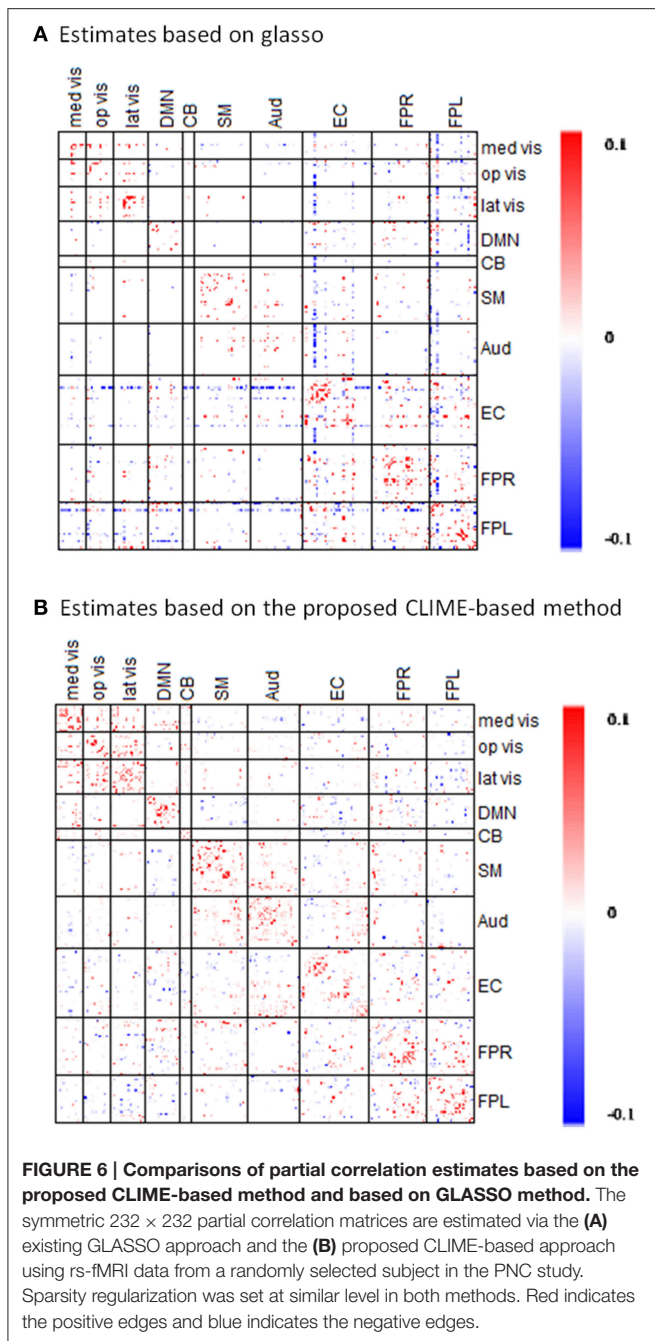 A Estimates based on glasso
med vis
op vis
lat vis
DMN
CB
SM
Aud
EC
FPR
FPL
med vis
op vis
lat vis
DMN
CB
SM
Aud
EC
FPR
FPL
0.1
0
-0.1
B Estimates based on the proposed CLIME-based method
med vis
op vis
lat vis
DMN
CB
SM
Aud
EC
FPR
FPL
med vis
op vis
lat vis
DMN
CB
SM
Aud
EC
FPR
FPL
0.1
0
-0.1
FIGURE 6 | Comparisons of partial correlation estimates based on the
proposed CLIME-based method and based on GLASSO method. The
symmetric 232 × 232 partial correlation matrices are estimated via the (A)
existing GLASSO approach and the (B) proposed CLIME-based approach
using rs-fMRI data from a randomly selected subject in the PNC study.
Sparsity regularization was set at similar level in both methods. Red indicates
the positive edges and blue indicates the negative edges.